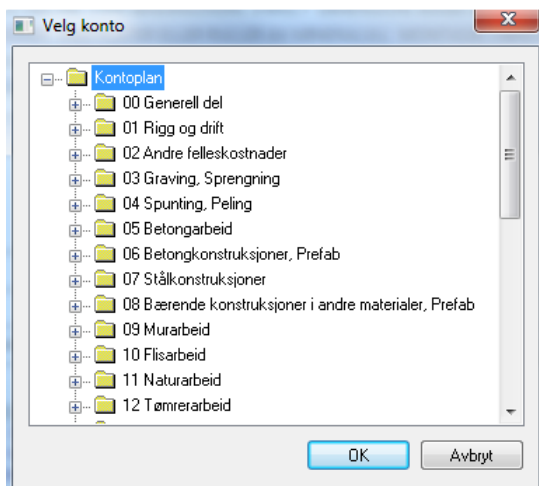 Velg konto
Kontoplan
00 Generell del
01 Rigg og drift
02 Andre felleskostnader
03 Graving, Sprengning
04 Spunting, Peling
05 Betongarbeid
06 Betongkonstruksjoner, Prefab
07 Stålkonstruksjoner
08 Bærende konstruksjoner i andre materialer, Prefab
09 Murarbeid
10 Flisarbeid
11 Naturarbeid
12 Tømrerarbeid
OK Avbryt